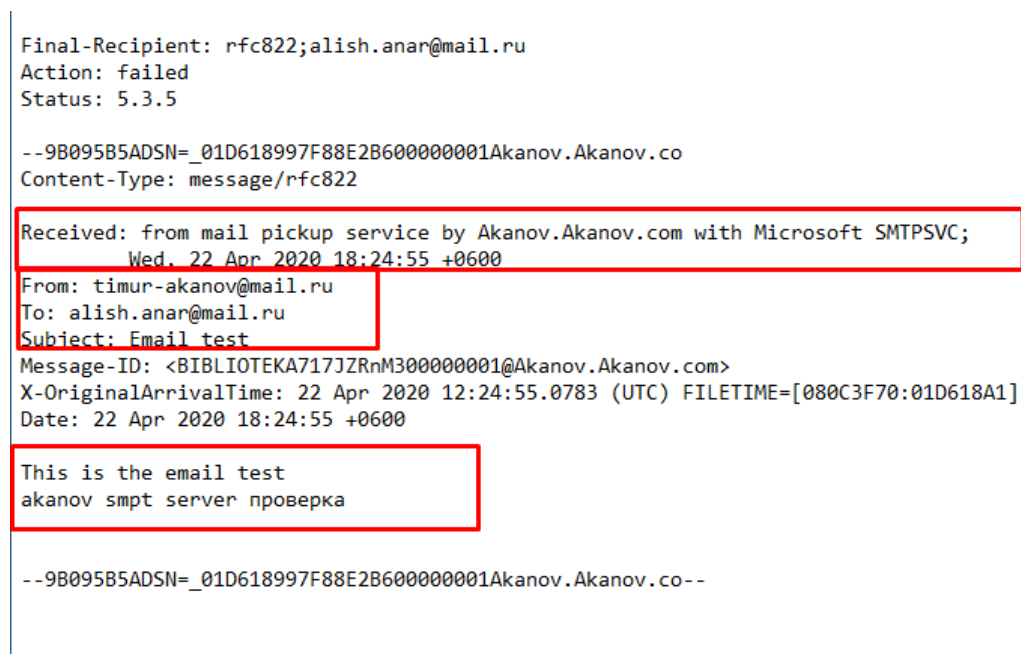 Final-Recipient: rfc822;alish.anar@mail.ru
Action: failed
Status: 5.3.5
--9B095B5ADSN=_01D618997F88E2B600000001Akanov.Akanov.co
Content-Type: message/rfc822
Received: from mail pickup service by Akanov.Akanov.com with Microsoft SMTPSVC;
Wed, 22 Apr 2020 18:24:55 +0600
From: timur-akanov@mail.ru
To: alish.anar@mail.ru
Subject: Email test
Message-ID: <BIBLIOTEKA717JZRnM300000001@Akanov.Akanov.com>
X-OriginalArrivalTime: 22 Apr 2020 12:24:55.0783 (UTC) FILETIME=[080C3F70:01D618A1]
Date: 22 Apr 2020 18:24:55 +0600
This is the email test
akanov smpt server проверка
--9B095B5ADSN=_01D618997F88E2B600000001Akanov.Akanov.co--